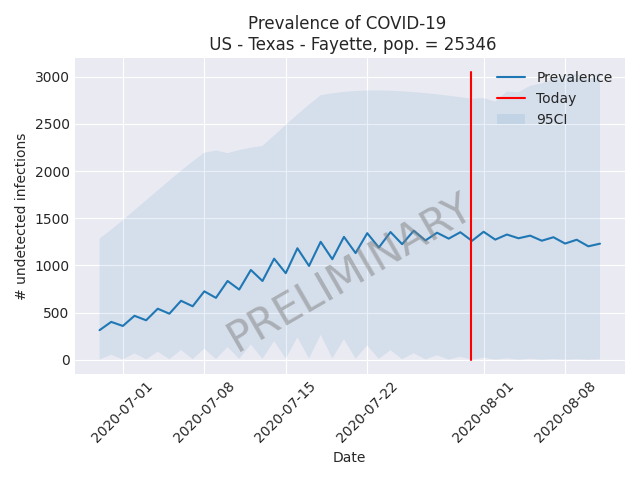 Prevalence of COVID-19
US - Texas - Fayette, pop. = 25346
3000
2500
2000
1500
1000
500
0
# undetected infections
Prevalence
Today
95CI
PRELIMINARY
2020-07-01
2020-07-08
2020-07-15
2020-07-22
2020-08-01
2020-08-08
Date